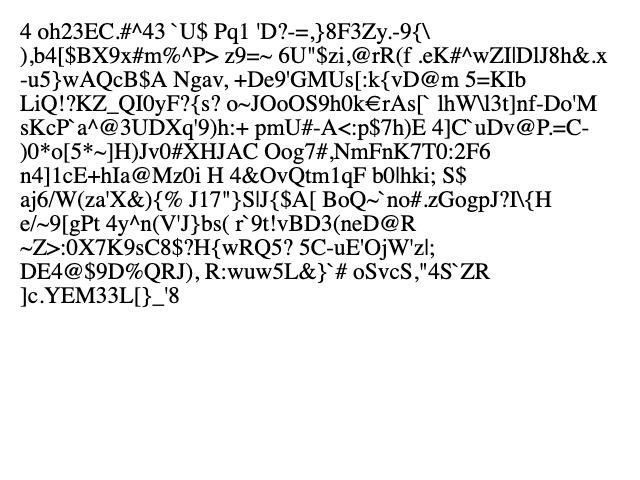 4 oh23EC.#^43 `U$ Pq1 'D?-=,}8F3Zy.-9{\
),b4[$BX9x#m%^P> z9=~ 6U"$zi,@rR(f .eK#^wZI|DlJ8h&.x
-u5}wAQcB$A Ngav, +De9'GMUs[:k{vD@m 5=KIb
LiQ!?KZ_QI0yF?{s? o~JOoOS9h0k€rAs[` lhW\l3t]nf-Do'M
sKcP`a^@3UDXq'9)h:+ pmU#-A<:p$7h)E 4]C`uDv@P.=C-
)0*o[5*~]H)Jv0#XHJAC Oog7#,NmFnK7T0:2F6
n4]1cE+hIa@Mz0i H 4&OvQtm1qF b0lhki; S$
aj6/W(za'X&){% J17"}S|J{$A[ BoQ~`no#.zGogpJ?I\{H
e/~9[gPt 4y^n(V'J}bs( r`9t!vBD3(neD@R
~Z>:0X7K9sC8$?H{wRQ5? 5C-uE'OjW'z|;
DE4@$9D%QRJ), R:wuw5L&}`# oSvcS,"4S`ZR
]c.YEM33L[}_'8